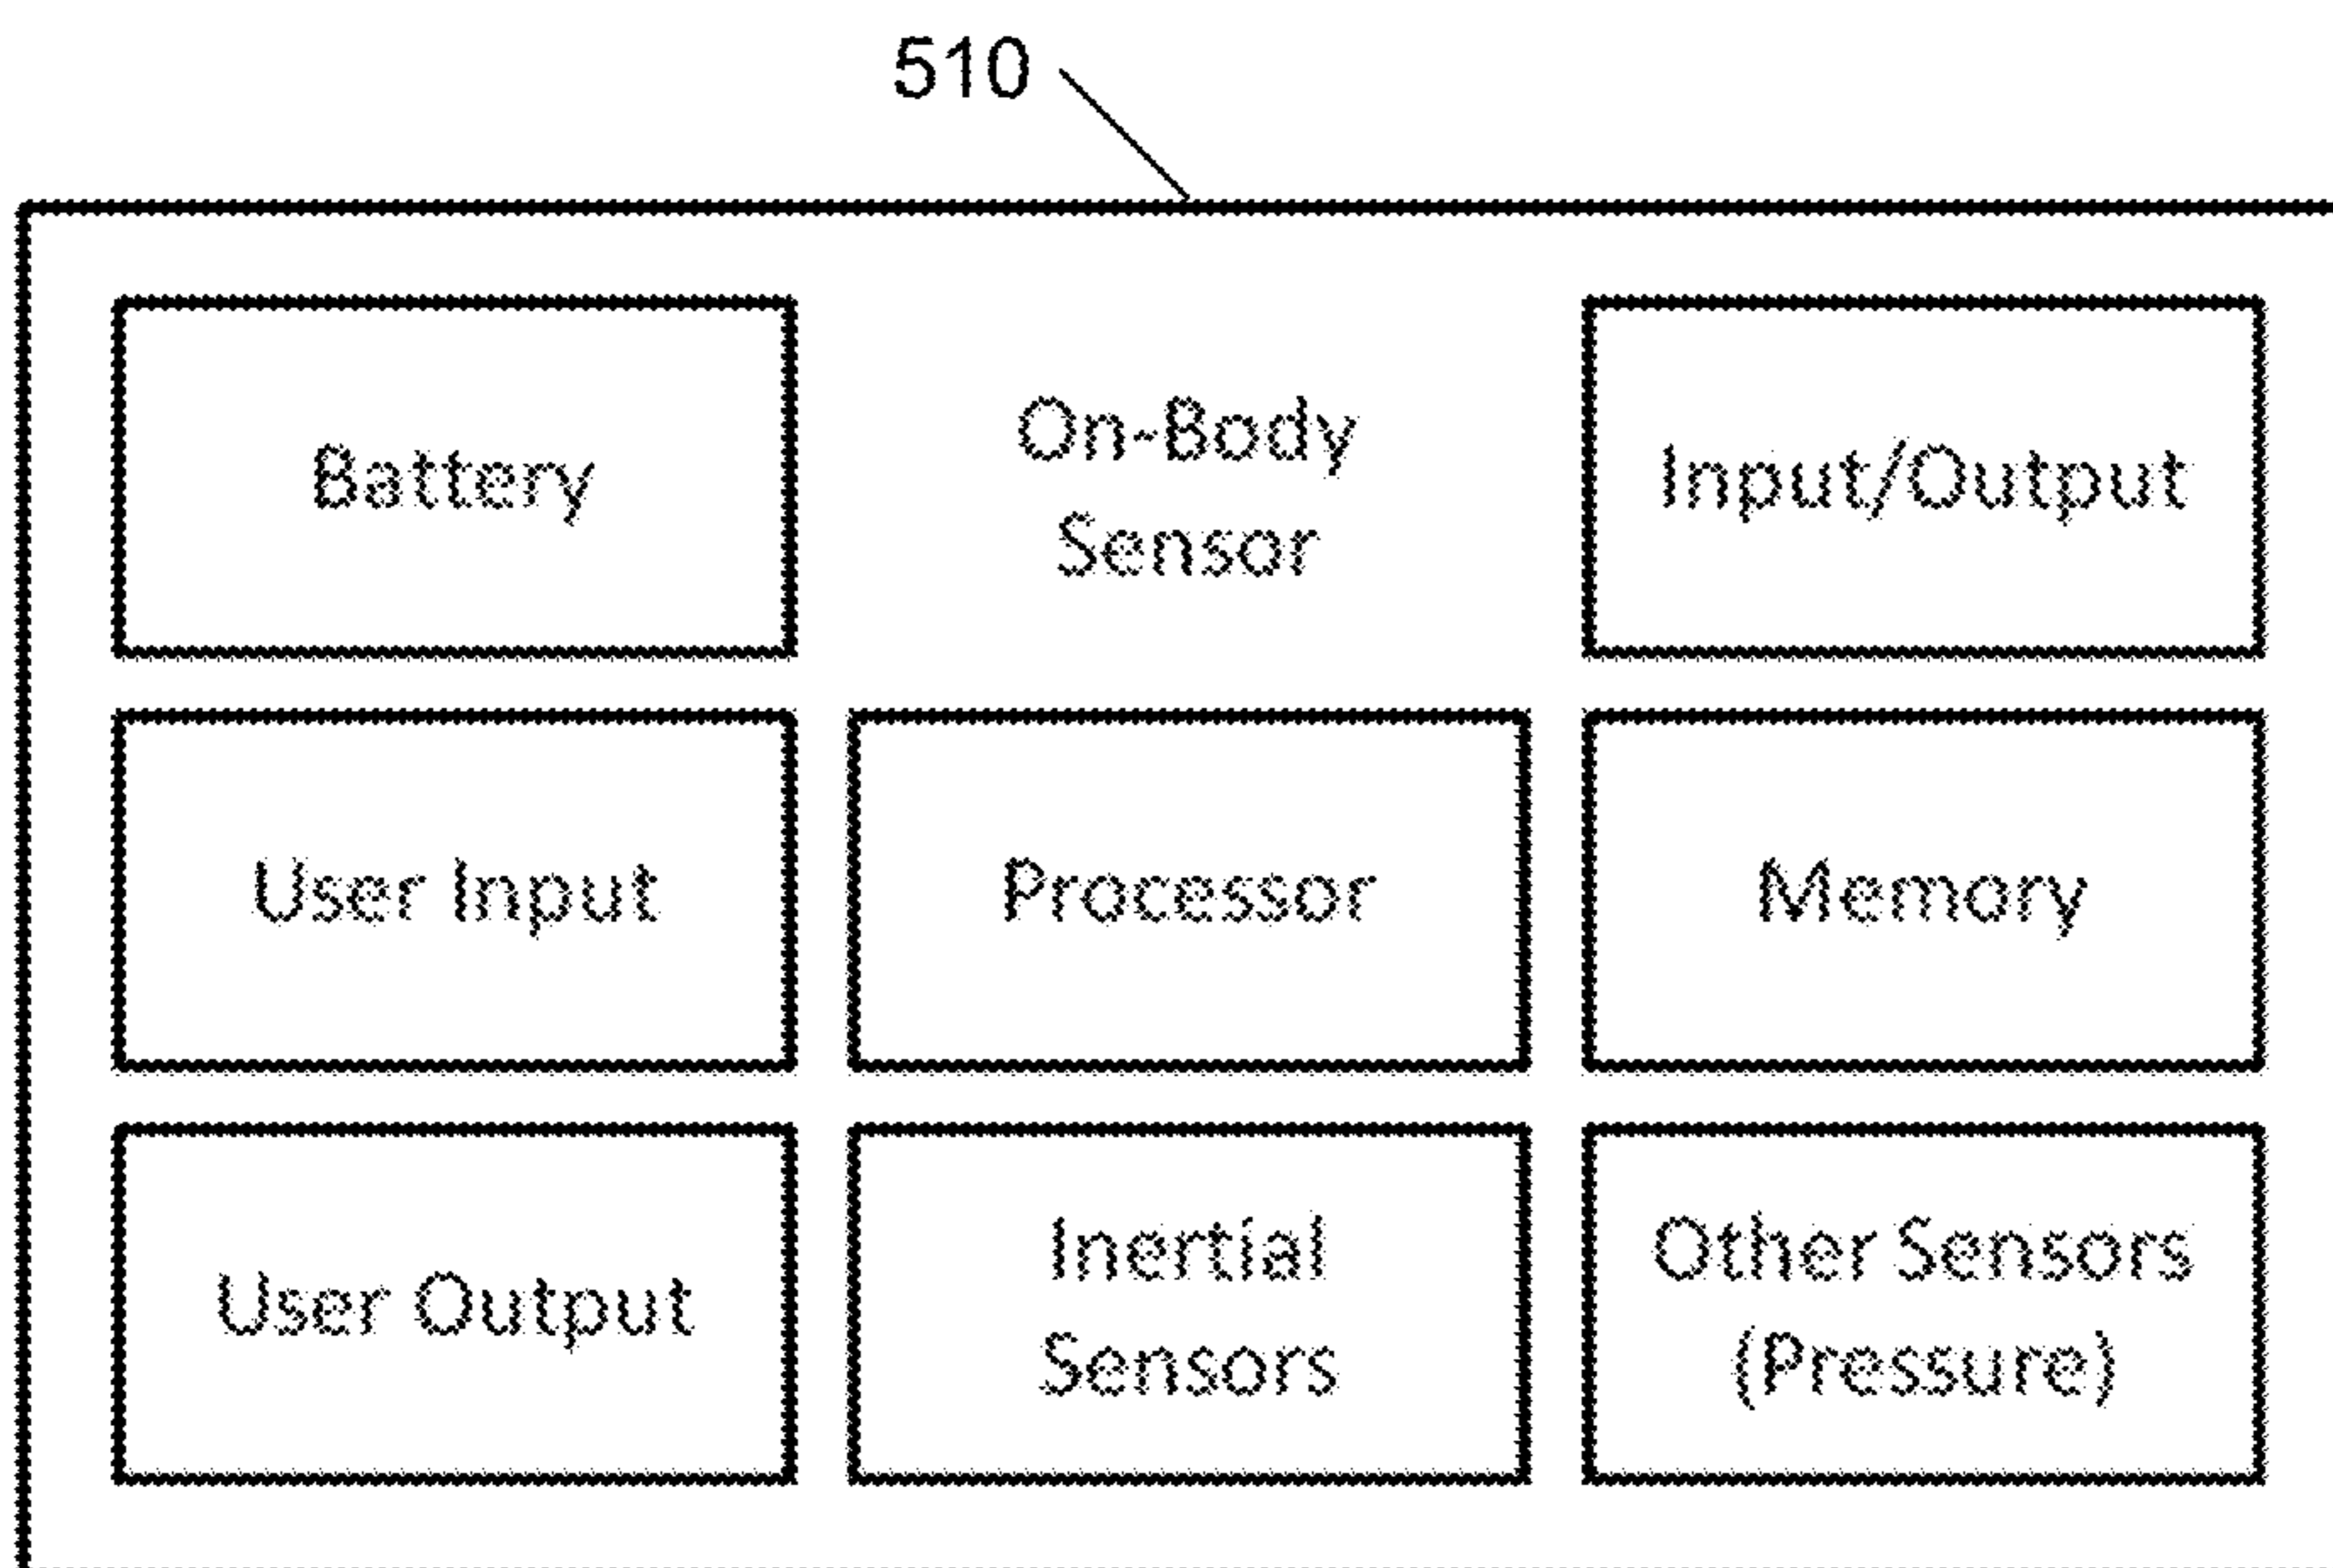 510
Battery
On-Body
Sensor
Input/Output
User Input
Processor
Memory
User Output
Inertial
Sensors
Other Sensors
(Pressure)